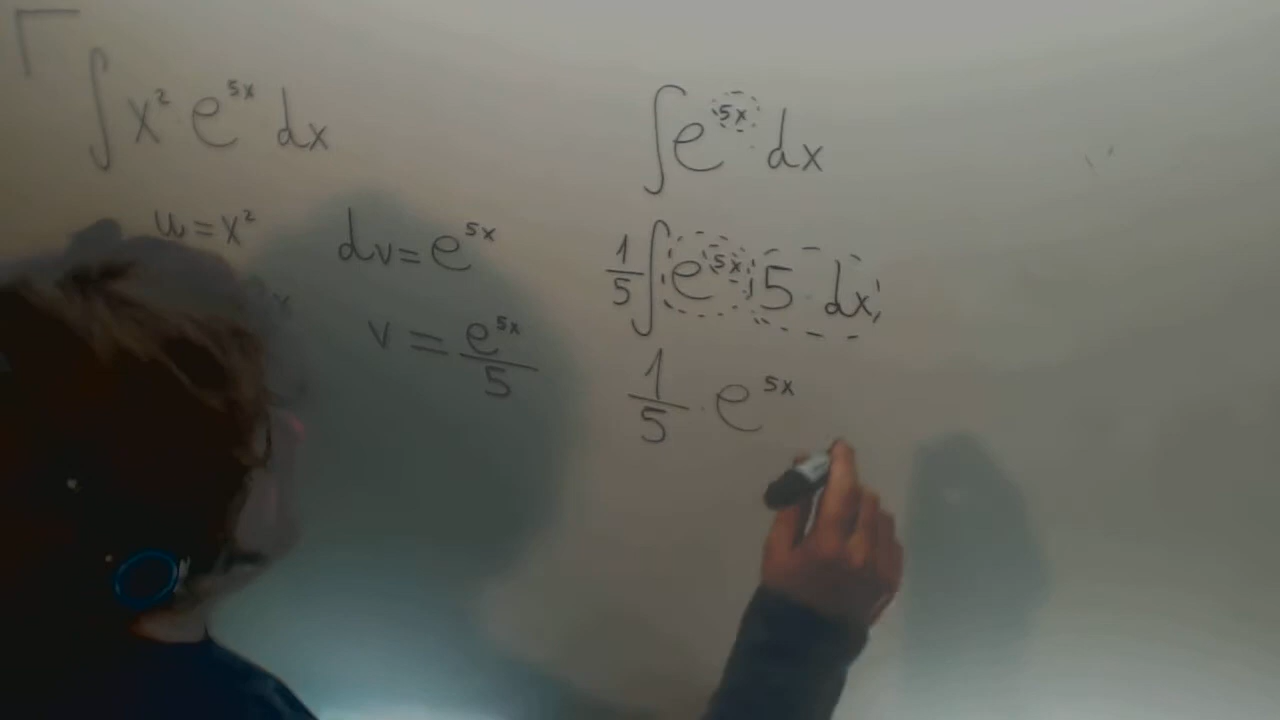 ∫ x² e^{5x} dx
u = x²
x
dv = e^{5x}
v = e^{5x}/5
∫ e^{5x} dx
1/5 ∫ e^{5x} 5 dx
1/5 · e^{5x}